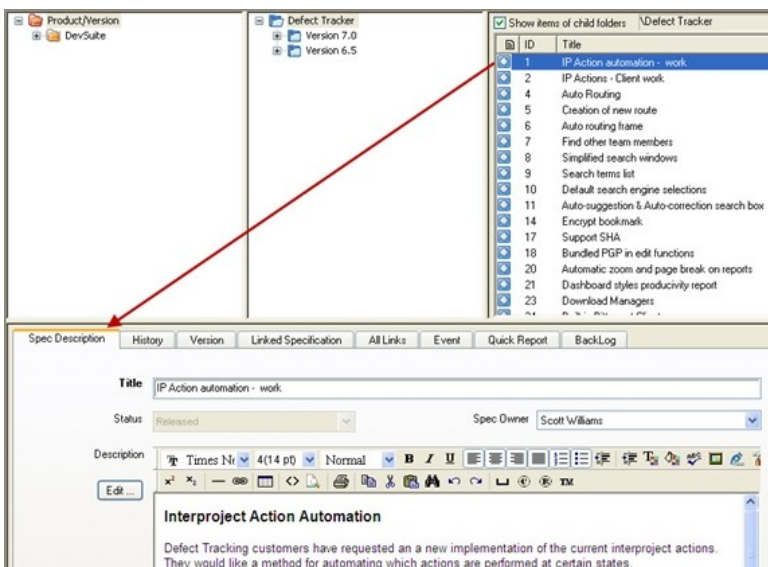 Product/Version
DevSuite
Defect Tracker
Version 7.0
Version 6.5
Show items of child folders \Defect Tracker
ID Title
1 IP Action automation - work
2 IP Actions - Client work
4 Auto Routing
5 Creation of new route
6 Auto routing frame
7 Find other team members
8 Simplified search windows
9 Search terms list
10 Default search engine selections
11 Auto-suggestion & Auto-correction search box
14 Encrypt bookmark
17 Support SHA
18 Bundled PGP in edit functions
20 Automatic zoom and page break on reports
21 Dashboard styles producivity report
23 Download Managers
Spec Description History Version Linked Specification All Links Event Quick Report BackLog
Title IP Action automation - work
Status Released Spec Owner Scott Williams
Description Times Ne 4(14 pt) Normal B I U
Edit ...
Interproject Action Automation
Defect Tracking customers have requested an a new implementation of the current interproject actions.
They would like a method for automating which actions are performed at certain states.